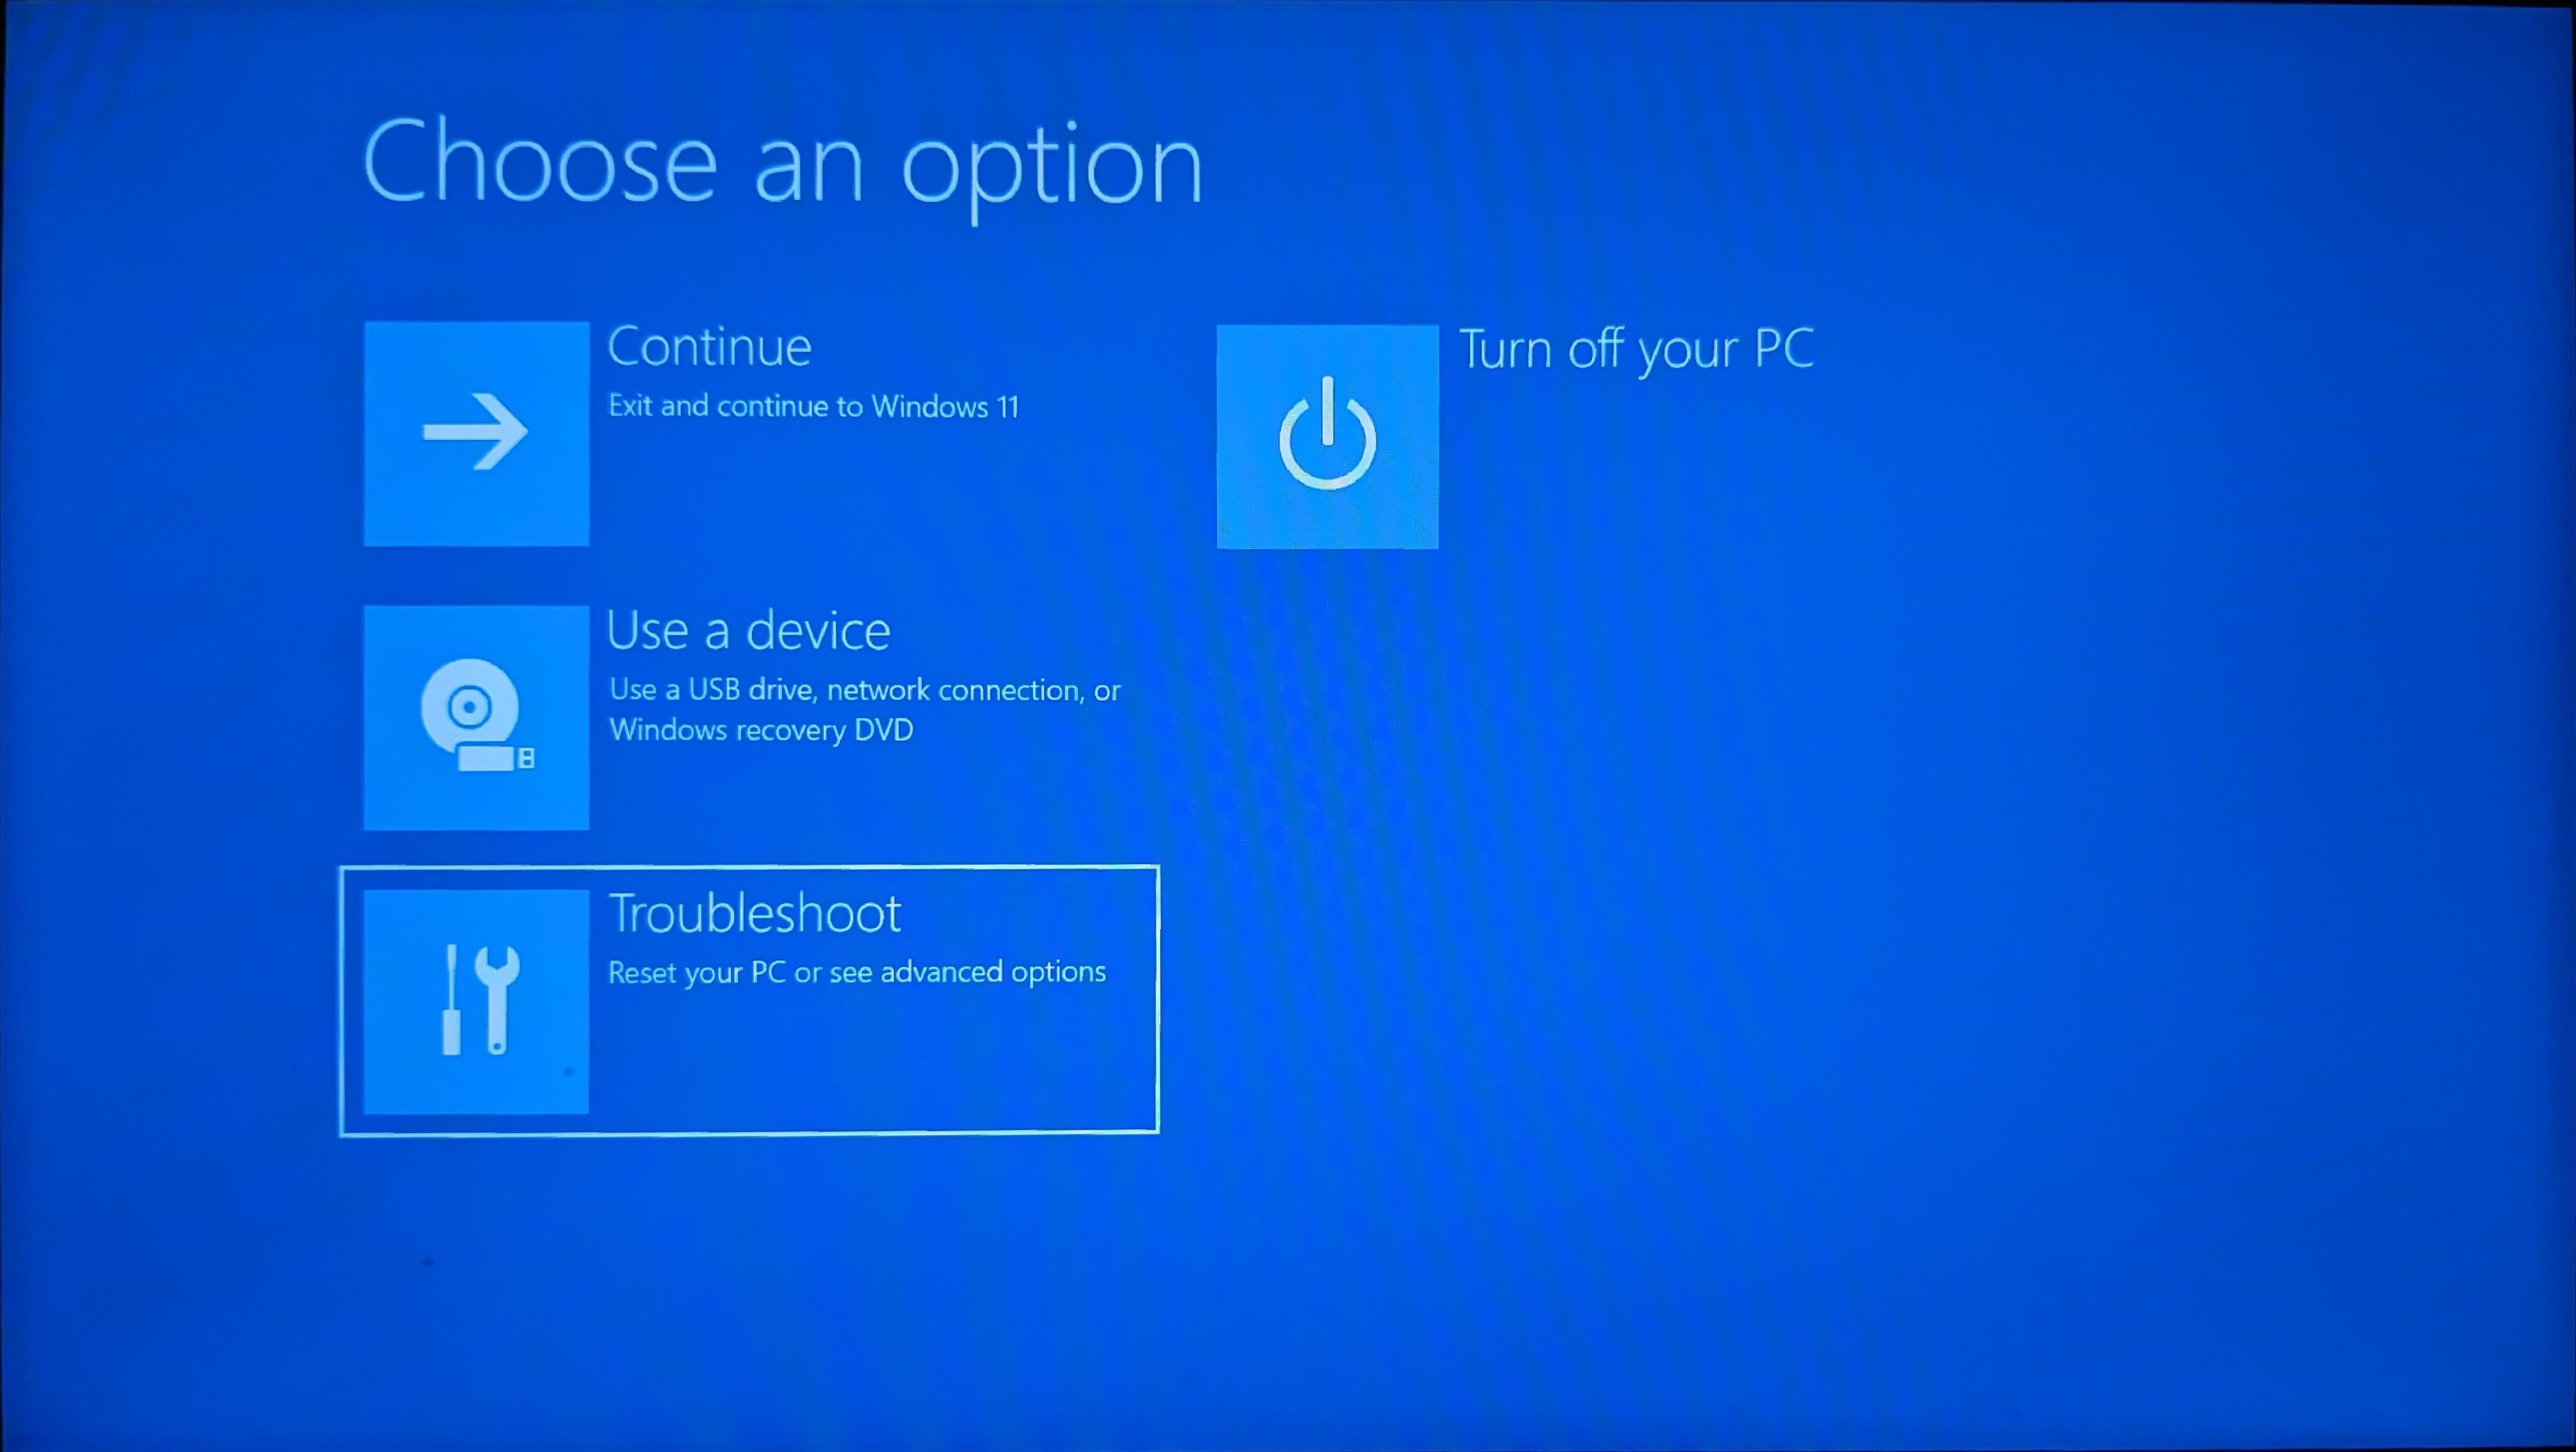 Choose an option
Continue
Exit and continue to Windows 11
Turn off your PC
Use a device
Use a USB drive, network connection, or
Windows recovery DVD
Troubleshoot
Reset your PC or see advanced options